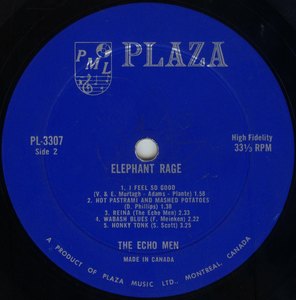 PML PLAZA
PL-3307
Side 2
High Fidelity
33⅓ RPM
ELEPHANT RAGE
1. I FEEL SO GOOD
(V. & E. Murtagh - Adams - Plante) 1.58
2. HOT PASTRAMI AND MASHED POTATOES
(D. Phillips) 1.58
3. REINA (The Echo Men) 2.33
4. WABASH BLUES (F. Meinken) 2.22
5. HONKY TONK (S. Scott) 3.25
THE ECHO MEN
MADE IN CANADA
A PRODUCT OF PLAZA MUSIC LTD., MONTREAL, CANADA.